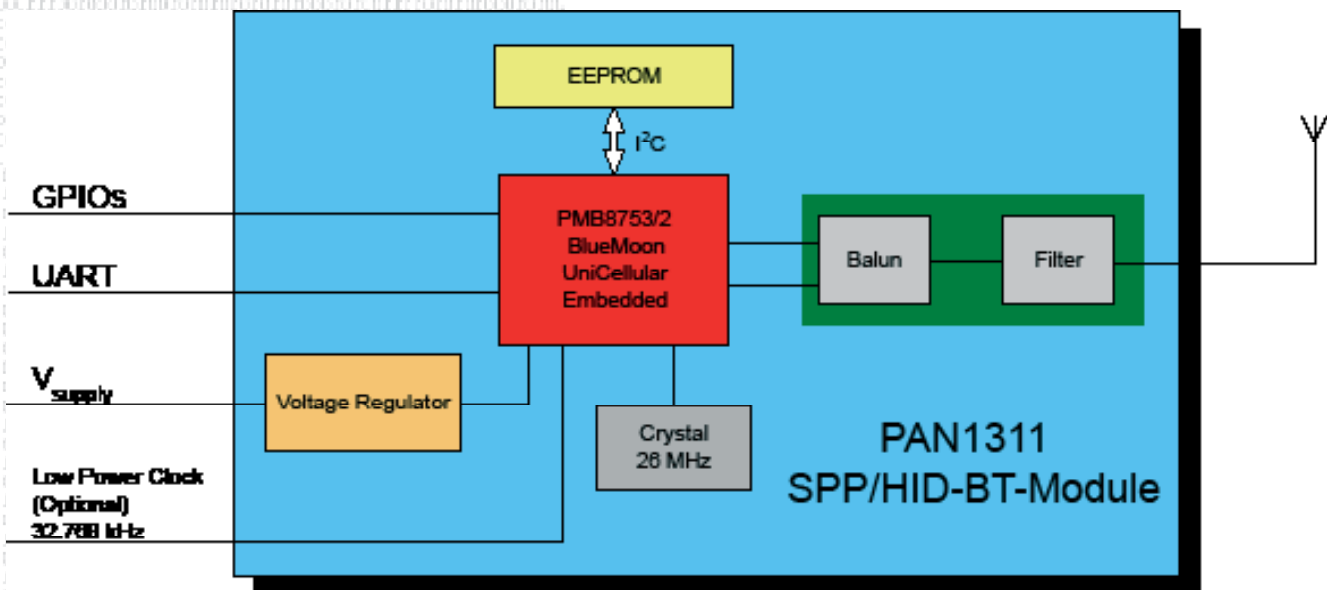 EEPROM
I²C
GPIOs
PMB8753/2
BlueMoon
UniCellular
Embedded
Balun
Filter
UART
Vsupply
Voltage Regulator
Crystal
26 MHz
PAN1311
SPP/HID-BT-Module
Low Power Clock
(Optional)
32.768 kHz